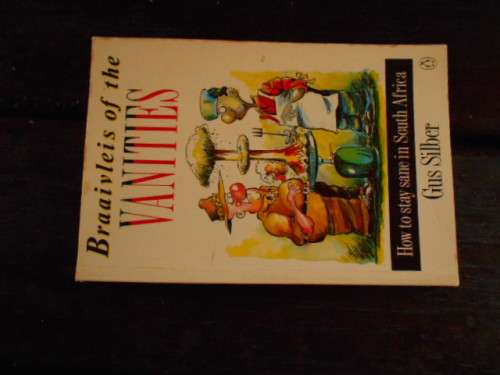 Braaivleis of the
VANITIES
How to stay sane in South Africa
Gus Silber